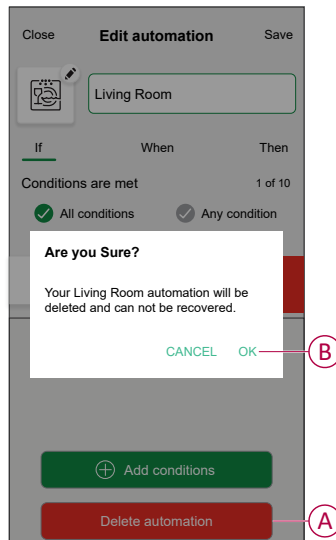 Close Edit automation Save
Living Room
If When Then
Conditions are met 1 of 10
All conditions Any condition
Are you Sure?
Your Living Room automation will be
deleted and can not be recovered.
CANCEL OK B
Add conditions
Delete automation A